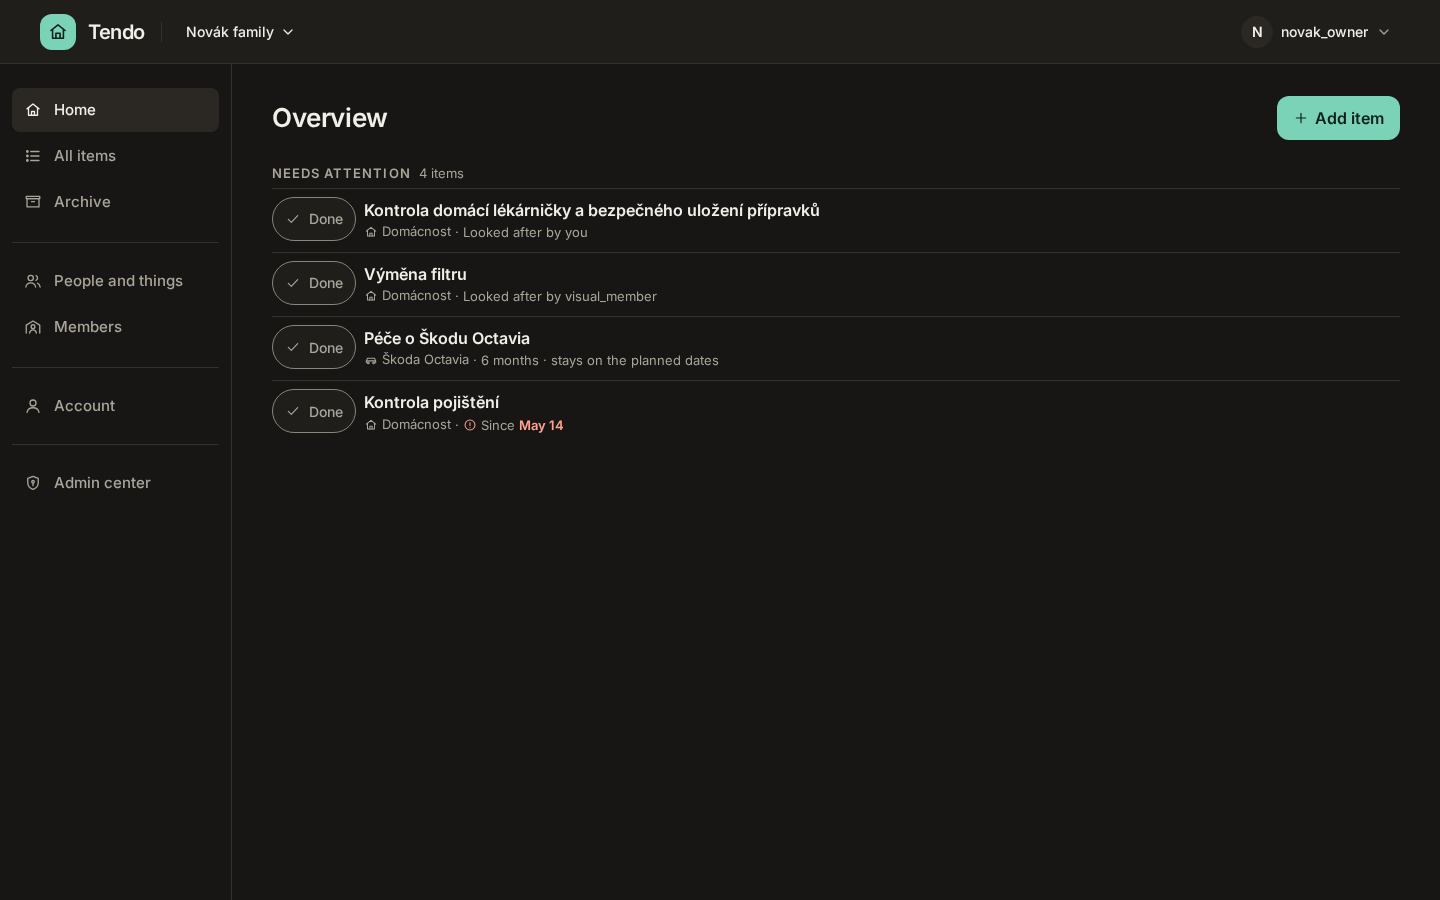 Tendo
Novák family
N novak_owner
Home
All items
Archive
People and things
Members
Account
Admin center
Overview
Add item
NEEDS ATTENTION 4 items
Done
Kontrola domácí lékárničky a bezpečného uložení přípravků
Domácnost · Looked after by you
Done
Výměna filtru
Domácnost · Looked after by visual_member
Done
Péče o Škodu Octavia
Škoda Octavia · 6 months · stays on the planned dates
Done
Kontrola pojištění
Domácnost · Since May 14